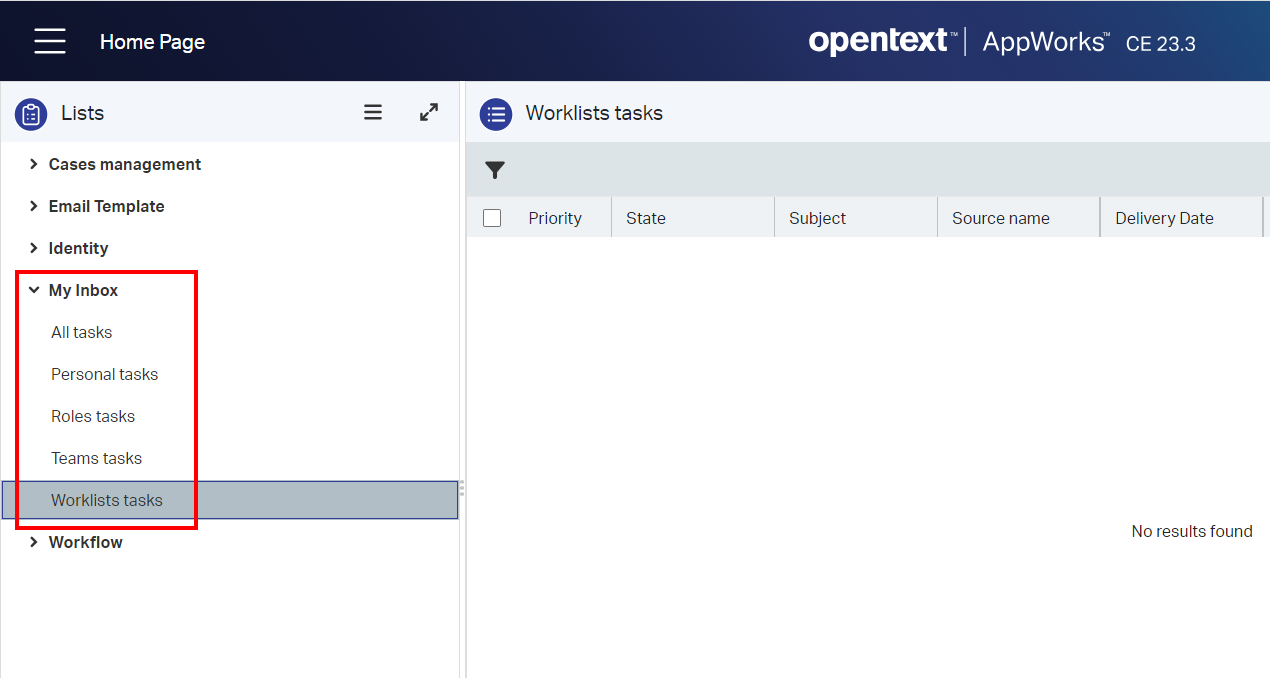 Home Page
opentext™ | AppWorks™ CE 23.3
Lists
Worklists tasks
Cases management
Email Template
Identity
My Inbox
All tasks
Personal tasks
Roles tasks
Teams tasks
Worklists tasks
Workflow
Priority State Subject Source name Delivery Date
No results found